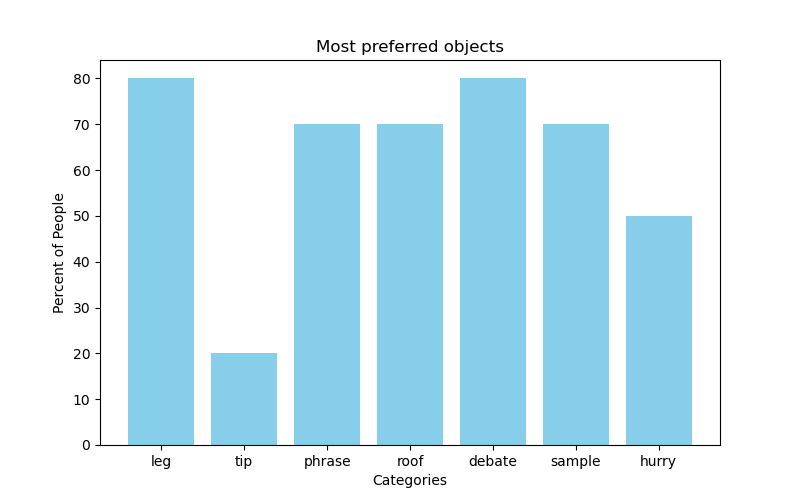 Most preferred objects
Percent of People
80
70
60
50
40
30
20
10
0
leg tip phrase roof debate sample hurry
Categories